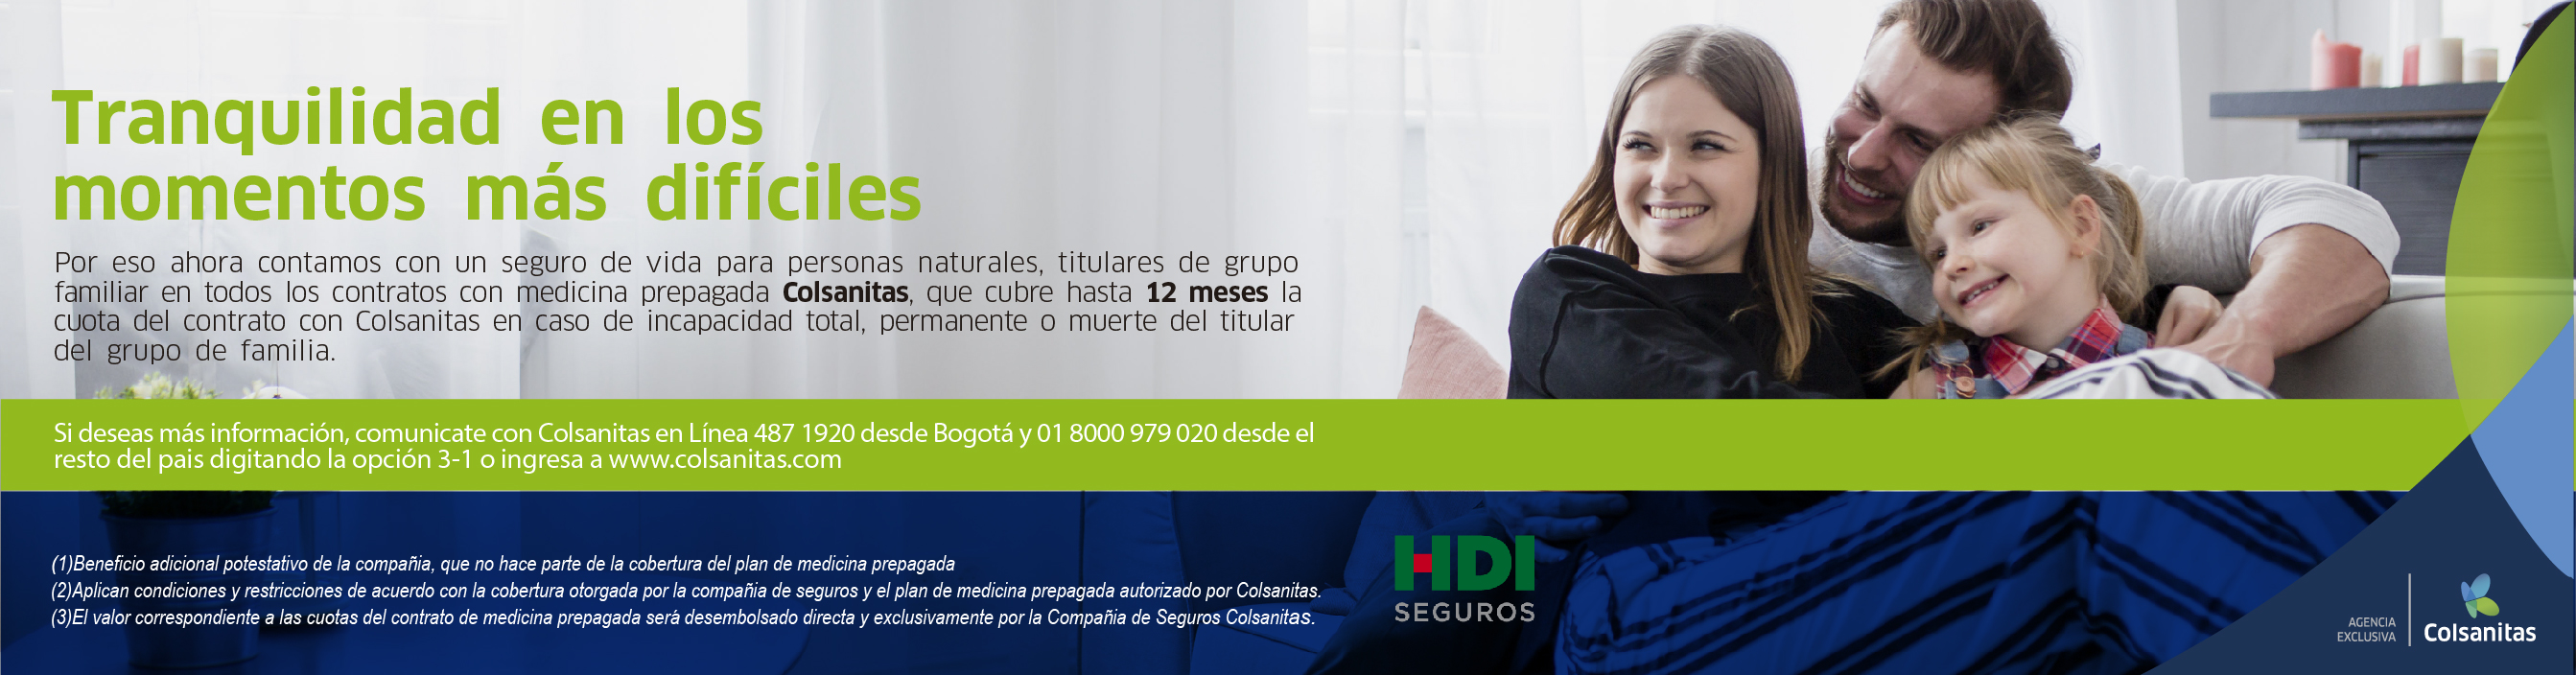 Tranquilidad en los
momentos más difíciles
Por eso ahora contamos con un seguro de vida para personas naturales, titulares de grupo
familiar en todos los contratos con medicina prepagada Colsanitas, que cubre hasta 12 meses la
cuota del contrato con Colsanitas en caso de incapacidad total, permanente o muerte del titular
del grupo de familia.
Si deseas más información, comunicate con Colsanitas en Línea 487 1920 desde Bogotá y 01 8000 979 020 desde el
resto del pais digitando la opción 3-1 o ingresa a www.colsanitas.com
(1)Beneficio adicional potestativo de la compañia, que no hace parte de la cobertura del plan de medicina prepagada
(2)Aplican condiciones y restricciones de acuerdo con la cobertura otorgada por la compañia de seguros y el plan de medicina prepagada autorizado por Colsanitas.
(3)El valor correspondiente a las cuotas del contrato de medicina prepagada será desembolsado directa y exclusivamente por la Compañia de Seguros Colsanitas.
HDI
SEGUROS
AGENCIA
EXCLUSIVA
Colsanitas